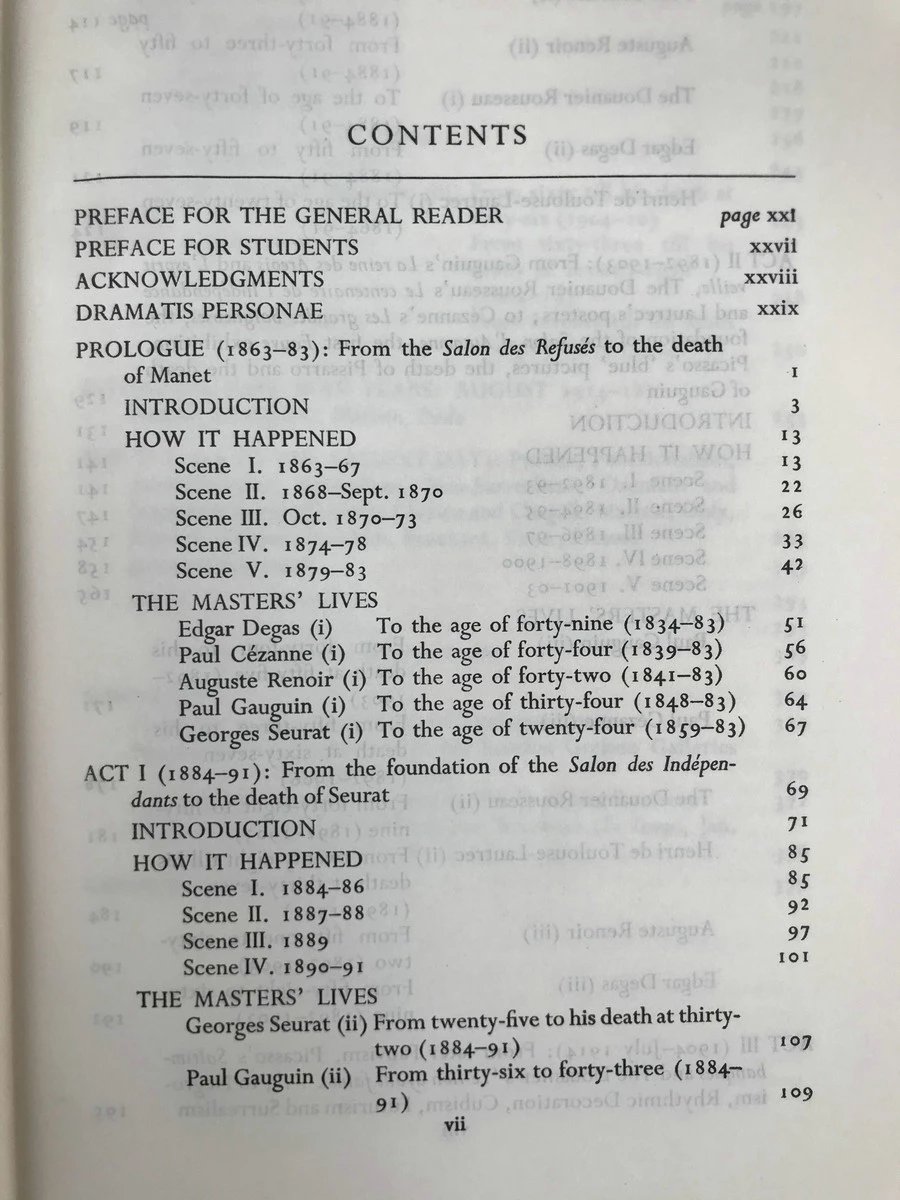 CONTENTS
PREFACE FOR THE GENERAL READER page xxi
PREFACE FOR STUDENTS xxvii
ACKNOWLEDGMENTS xxviii
DRAMATIS PERSONAE xxix
PROLOGUE (1863–83): From the Salon des Refusés to the death
of Manet 1
INTRODUCTION 3
HOW IT HAPPENED 13
Scene I. 1863–67 13
Scene II. 1868–Sept. 1870 22
Scene III. Oct. 1870–73 26
Scene IV. 1874–78 33
Scene V. 1879–83 42
THE MASTERS' LIVES
Edgar Degas (i) To the age of forty-nine (1834–83) 51
Paul Cézanne (i) To the age of forty-four (1839–83) 56
Auguste Renoir (i) To the age of forty-two (1841–83) 60
Paul Gauguin (i) To the age of thirty-four (1848–83) 64
Georges Seurat (i) To the age of twenty-four (1859–83) 67
ACT I (1884–91): From the foundation of the Salon des Indépen-
dants to the death of Seurat 69
INTRODUCTION 71
HOW IT HAPPENED 85
Scene I. 1884–86 85
Scene II. 1887–88 92
Scene III. 1889 97
Scene IV. 1890–91 101
THE MASTERS' LIVES
Georges Seurat (ii) From twenty-five to his death at thirty-
two (1884–91) 107
Paul Gauguin (ii) From thirty-six to forty-three (1884–
91) 109
vii